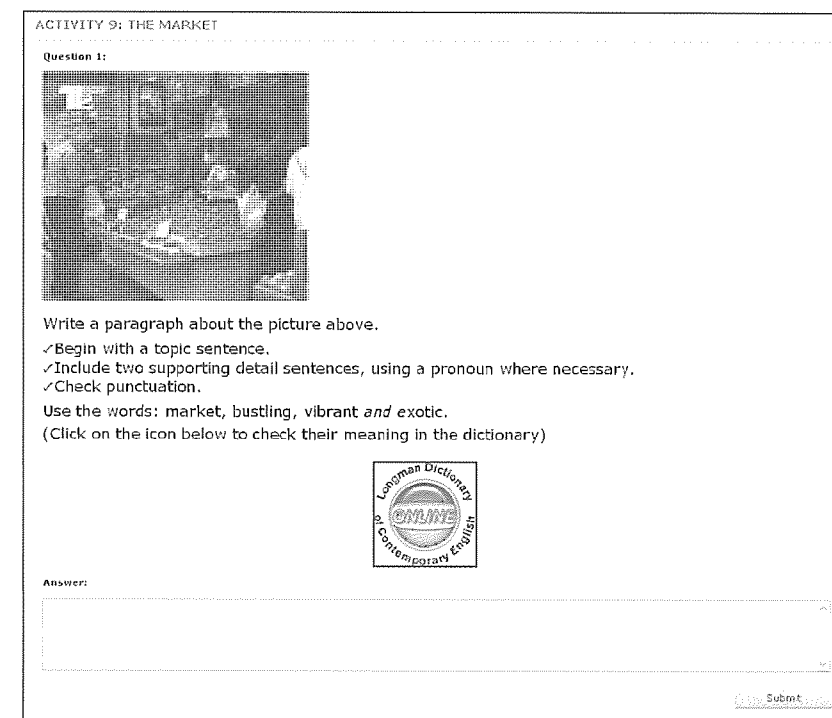 ACTIVITY 9: THE MARKET
Question 1:
Write a paragraph about the picture above.
✓Begin with a topic sentence.
✓Include two supporting detail sentences, using a pronoun where necessary.
✓Check punctuation.
Use the words: market, bustling, vibrant and exotic.
(Click on the icon below to check their meaning in the dictionary)
Longman Dictionary
ONLINE
of Contemporary English
Answer:
Submit